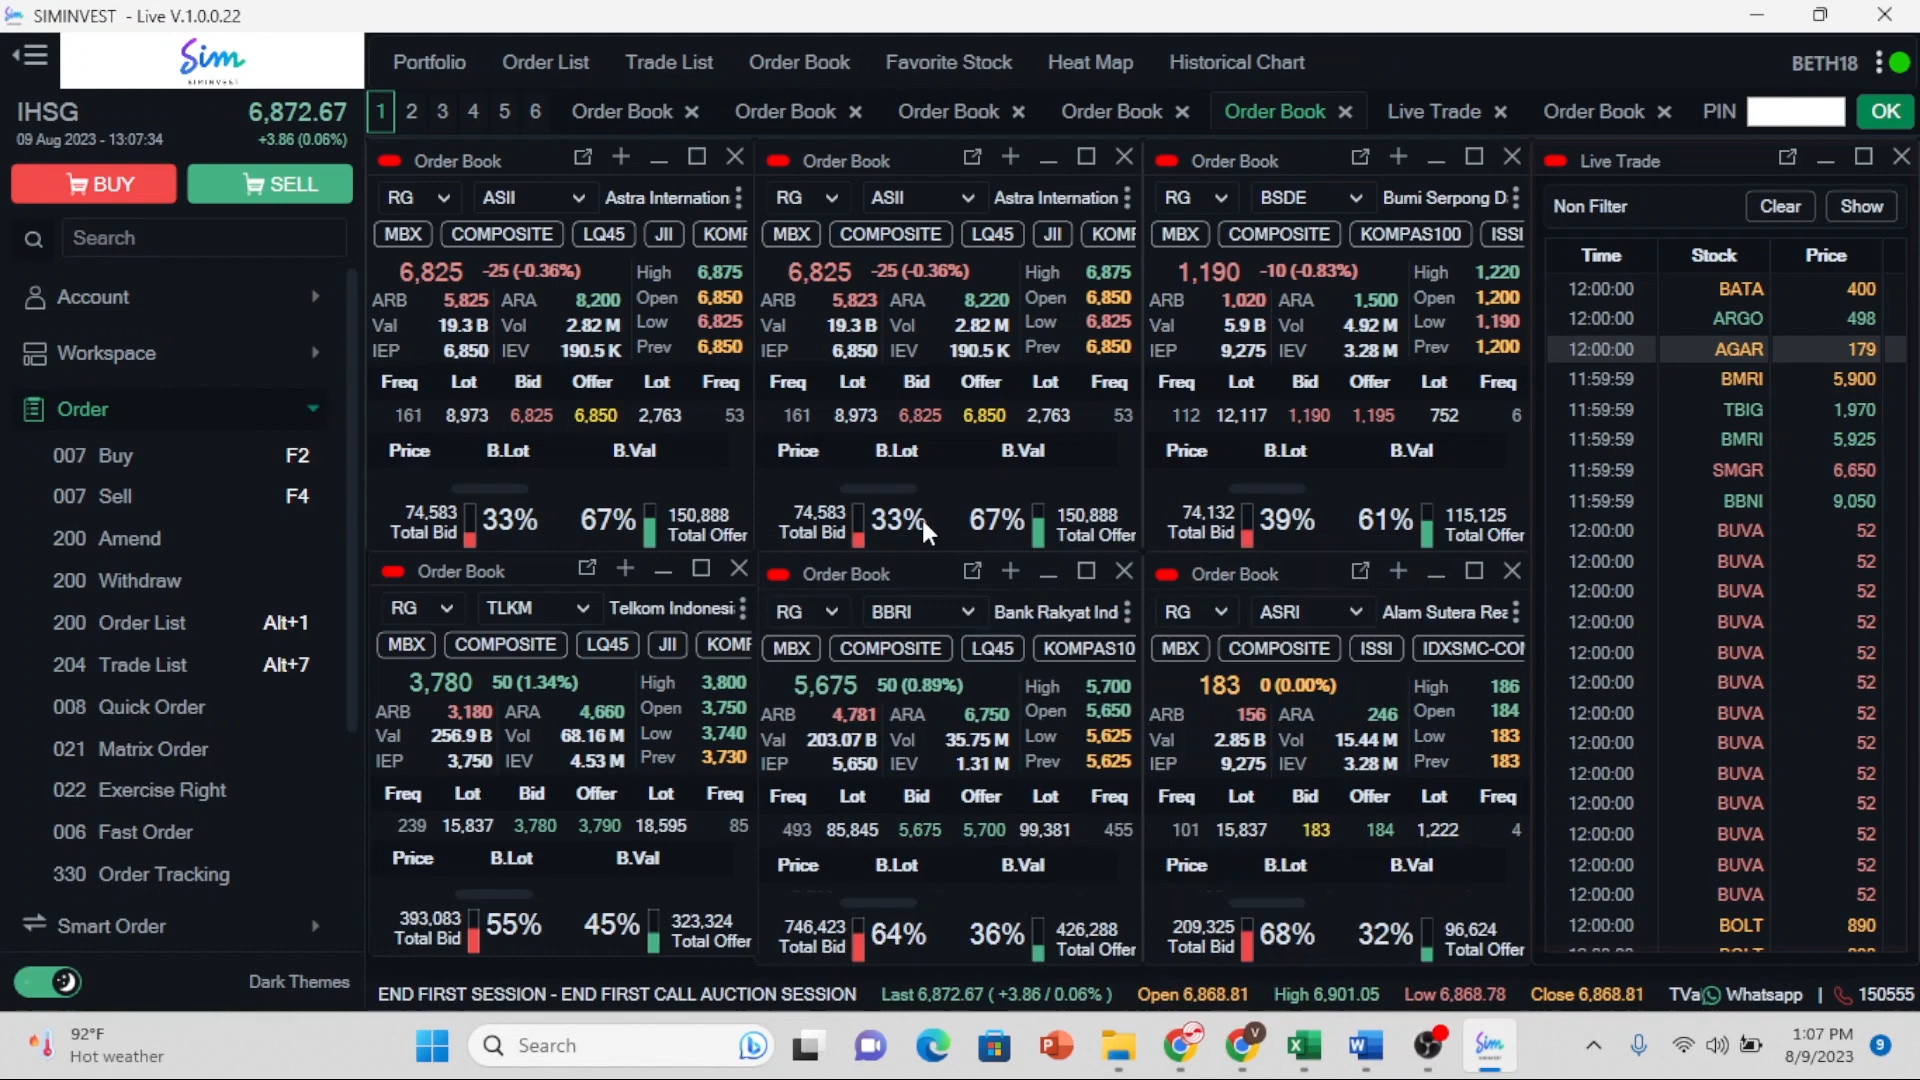 SIMINVEST - Live V.1.0.0.22
Sim
SIMINVEST
Portfolio Order List Trade List Order Book Favorite Stock Heat Map Historical Chart BETH18
IHSG 6,872.67
09 Aug 2023 - 13:07:34 +3.86 (0.06%)
1 2 3 4 5 6 Order Book Order Book Order Book Order Book Order Book Live Trade Order Book PIN OK
BUY SELL
Search
Account
Workspace
Order
007 Buy F2
007 Sell F4
200 Amend
200 Withdraw
200 Order List Alt+1
204 Trade List Alt+7
008 Quick Order
021 Matrix Order
022 Exercise Right
006 Fast Order
330 Order Tracking
Smart Order
Dark Themes
Order Book
RG ASII Astra Internation
MBX COMPOSITE LQ45 JII KOMF
6,825 -25 (-0.36%) High 6,875
ARB 5,825 ARA 8,200 Open 6,850
Val 19.3 B Vol 2.82 M Low 6,825
IEP 6,850 IEV 190.5 K Prev 6,850
Freq Lot Bid Offer Lot Freq
161 8,973 6,825 6,850 2,763 53
Price B.Lot B.Val
74,583 Total Bid 33% 67% 150,888 Total Offer
Order Book
RG ASII Astra Internation
MBX COMPOSITE LQ45 JII KOMF
6,825 -25 (-0.36%) High 6,875
ARB 5,823 ARA 8,220 Open 6,850
Val 19.3 B Vol 2.82 M Low 6,825
IEP 6,850 IEV 190.5 K Prev 6,850
Freq Lot Bid Offer Lot Freq
161 8,973 6,825 6,850 2,763 53
Price B.Lot B.Val
74,583 Total Bid 33% 67% 150,888 Total Offer
Order Book
RG BSDE Bumi Serpong D
MBX COMPOSITE KOMPAS100 ISSI
1,190 -10 (-0.83%) High 1,220
ARB 1,020 ARA 1,500 Open 1,200
Val 5.9 B Vol 4.92 M Low 1,190
IEP 9,275 IEV 3.28 M Prev 1,200
Freq Lot Bid Offer Lot Freq
112 12,117 1,190 1,195 752 6
Price B.Lot B.Val
74,132 Total Bid 39% 61% 115,125 Total Offer
Order Book
RG TLKM Telkom Indonesi
MBX COMPOSITE LQ45 JII KOMF
3,780 50 (1.34%) High 3,800
ARB 3,180 ARA 4,660 Open 3,750
Val 256.9 B Vol 68.16 M Low 3,740
IEP 3,750 IEV 4.53 M Prev 3,730
Freq Lot Bid Offer Lot Freq
239 15,837 3,780 3,790 18,595 85
Price B.Lot B.Val
393,083 Total Bid 55% 45% 323,324 Total Offer
Order Book
RG BBRI Bank Rakyat Ind
MBX COMPOSITE LQ45 KOMPAS10
5,675 50 (0.89%) High 5,700
ARB 4,781 ARA 6,750 Open 5,650
Val 203.07 B Vol 35.75 M Low 5,625
IEP 5,650 IEV 1.31 M Prev 5,625
Freq Lot Bid Offer Lot Freq
493 85,845 5,675 5,700 99,381 455
Price B.Lot B.Val
746,423 Total Bid 64% 36% 426,288 Total Offer
Order Book
RG ASRI Alam Sutera Rea
MBX COMPOSITE ISSI IDXSMC-COM
183 0 (0.00%) High 186
ARB 156 ARA 246 Open 184
Val 2.85 B Vol 15.44 M Low 183
IEP 9,275 IEV 3.28 M Prev 183
Freq Lot Bid Offer Lot Freq
101 15,837 183 184 1,222 4
Price B.Lot B.Val
209,325 Total Bid 68% 32% 96,624 Total Offer
Live Trade
Non Filter Clear Show
Time Stock Price
12:00:00 BATA 400
12:00:00 ARGO 498
12:00:00 AGAR 179
11:59:59 BMRI 5,900
11:59:59 TBIG 1,970
11:59:59 BMRI 5,925
11:59:59 SMGR 6,650
11:59:59 BBNI 9,050
12:00:00 BUVA 52
12:00:00 BUVA 52
12:00:00 BUVA 52
12:00:00 BUVA 52
12:00:00 BUVA 52
12:00:00 BUVA 52
12:00:00 BUVA 52
12:00:00 BUVA 52
12:00:00 BUVA 52
12:00:00 BUVA 52
12:00:00 BUVA 52
12:00:00 BUVA 52
12:00:00 BUVA 52
12:00:00 BOLT 890
END FIRST SESSION - END FIRST CALL AUCTION SESSION Last 6,872.67 ( +3.86 / 0.06% ) Open 6,868.81 High 6,901.05 Low 6,868.78 Close 6,868.81 TVal Whatsapp | 150555
92°F
Hot weather
Search
1:07 PM
8/9/2023
9